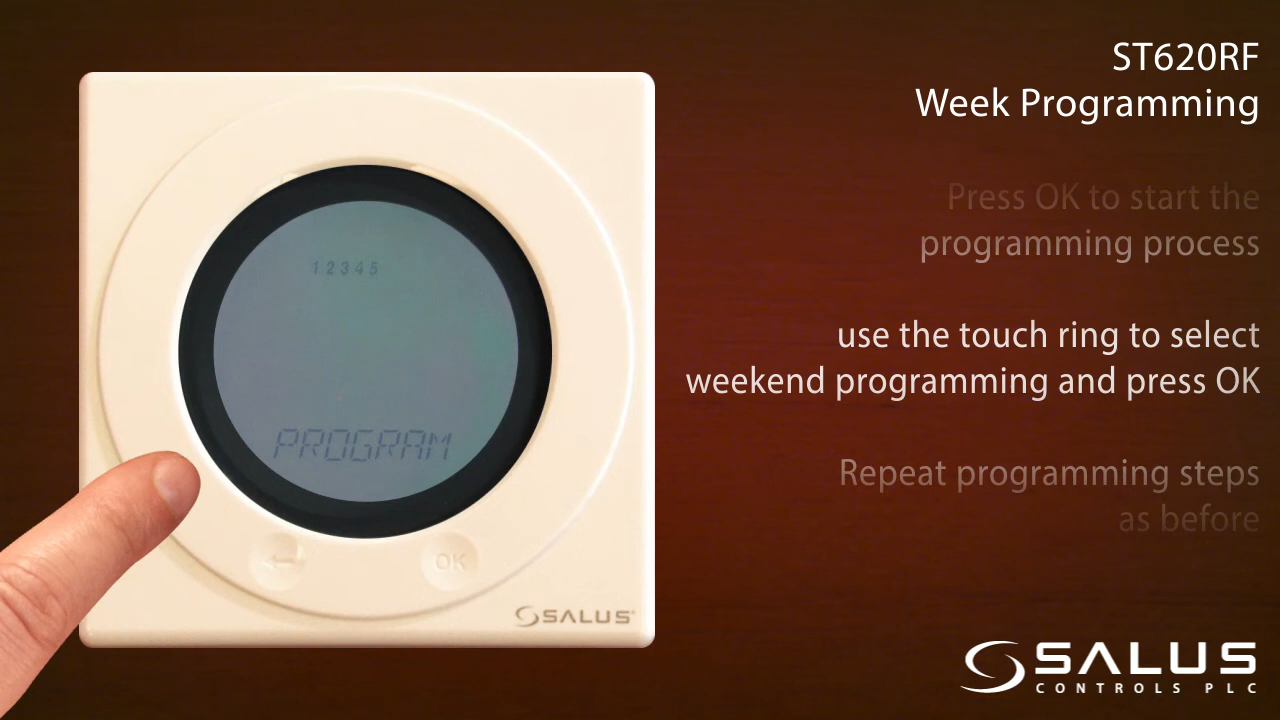 ST620RF
Week Programming
Press OK to start the
programming process
use the touch ring to select
weekend programming and press OK
Repeat programming steps
as before
12345
PROGRAM
OK
SALUS
SALUS
CONTROLS PLC